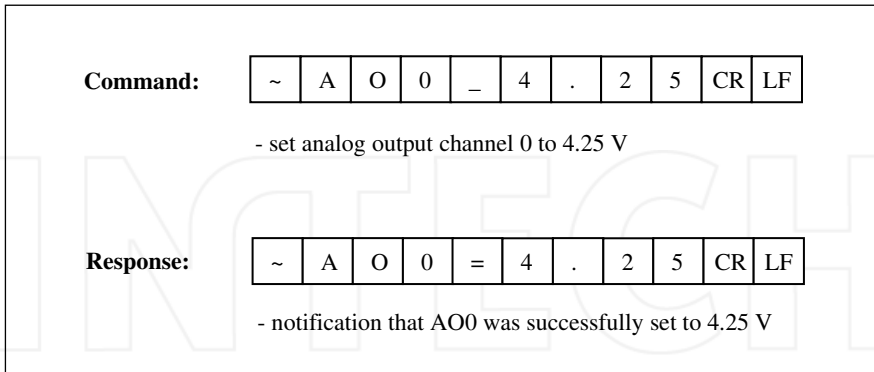 Command: ~ A O 0 _ 4 . 2 5 CR LF
- set analog output channel 0 to 4.25 V
INTECH
Response: ~ A O 0 = 4 . 2 5 CR LF
- notification that AO0 was successfully set to 4.25 V